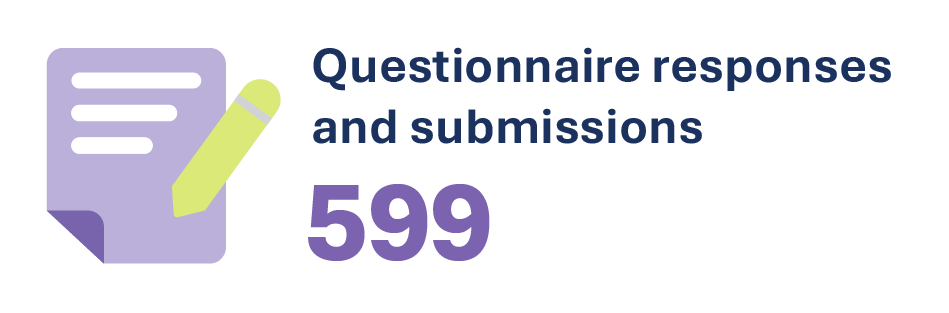 Questionnaire responses
and submissions
599